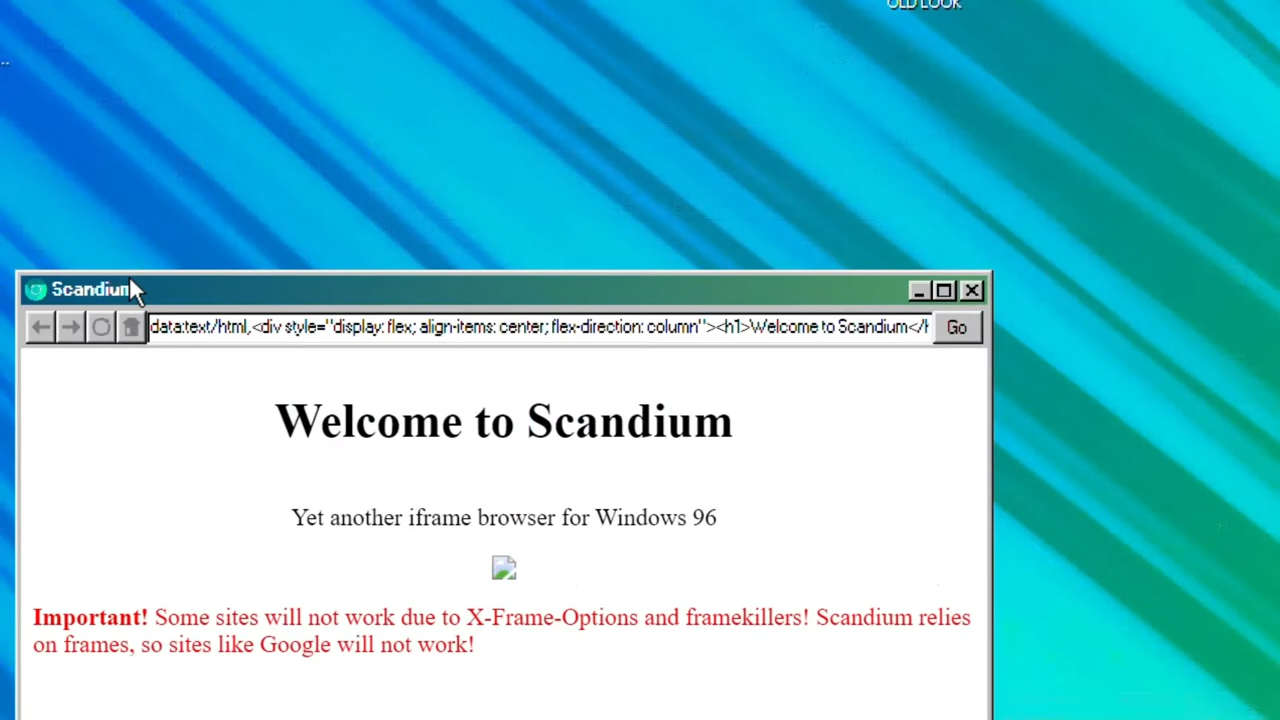 OLD LOOK
...
Scandium
data:text/html,<div style="display: flex; align-items: center; flex-direction: column"><h1>Welcome to Scandium</h
Go
Welcome to Scandium
Yet another iframe browser for Windows 96
Important! Some sites will not work due to X-Frame-Options and framekillers! Scandium relies
on frames, so sites like Google will not work!